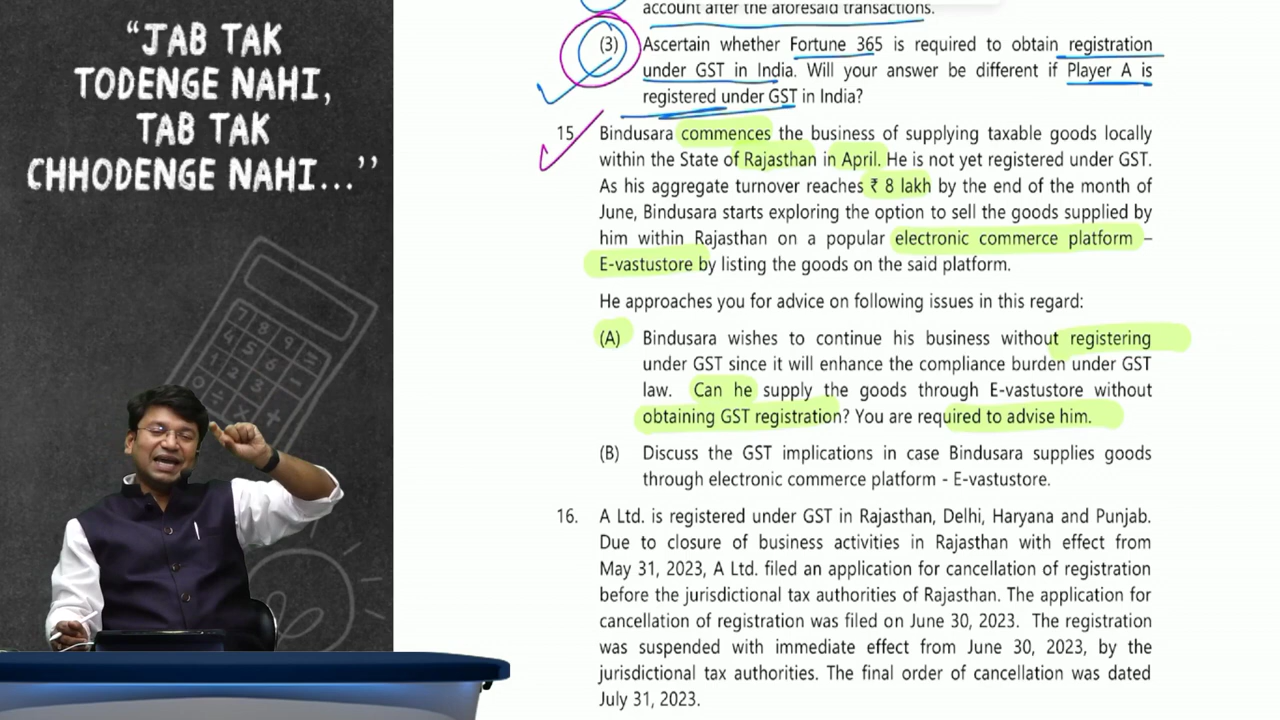 “JAB TAK
TODENGE NAHI,
TAB TAK
CHHODENGE NAHI...’’
account after the aforesaid transactions.
(3) Ascertain whether Fortune 365 is required to obtain registration
under GST in India. Will your answer be different if Player A is
registered under GST in India?
15. Bindusara commences the business of supplying taxable goods locally
within the State of Rajasthan in April. He is not yet registered under GST.
As his aggregate turnover reaches ₹ 8 lakh by the end of the month of
June, Bindusara starts exploring the option to sell the goods supplied by
him within Rajasthan on a popular electronic commerce platform –
E-vastustore by listing the goods on the said platform.
He approaches you for advice on following issues in this regard:
(A) Bindusara wishes to continue his business without registering
under GST since it will enhance the compliance burden under GST
law. Can he supply the goods through E-vastustore without
obtaining GST registration? You are required to advise him.
(B) Discuss the GST implications in case Bindusara supplies goods
through electronic commerce platform - E-vastustore.
16. A Ltd. is registered under GST in Rajasthan, Delhi, Haryana and Punjab.
Due to closure of business activities in Rajasthan with effect from
May 31, 2023, A Ltd. filed an application for cancellation of registration
before the jurisdictional tax authorities of Rajasthan. The application for
cancellation of registration was filed on June 30, 2023. The registration
was suspended with immediate effect from June 30, 2023, by the
jurisdictional tax authorities. The final order of cancellation was dated
July 31, 2023.